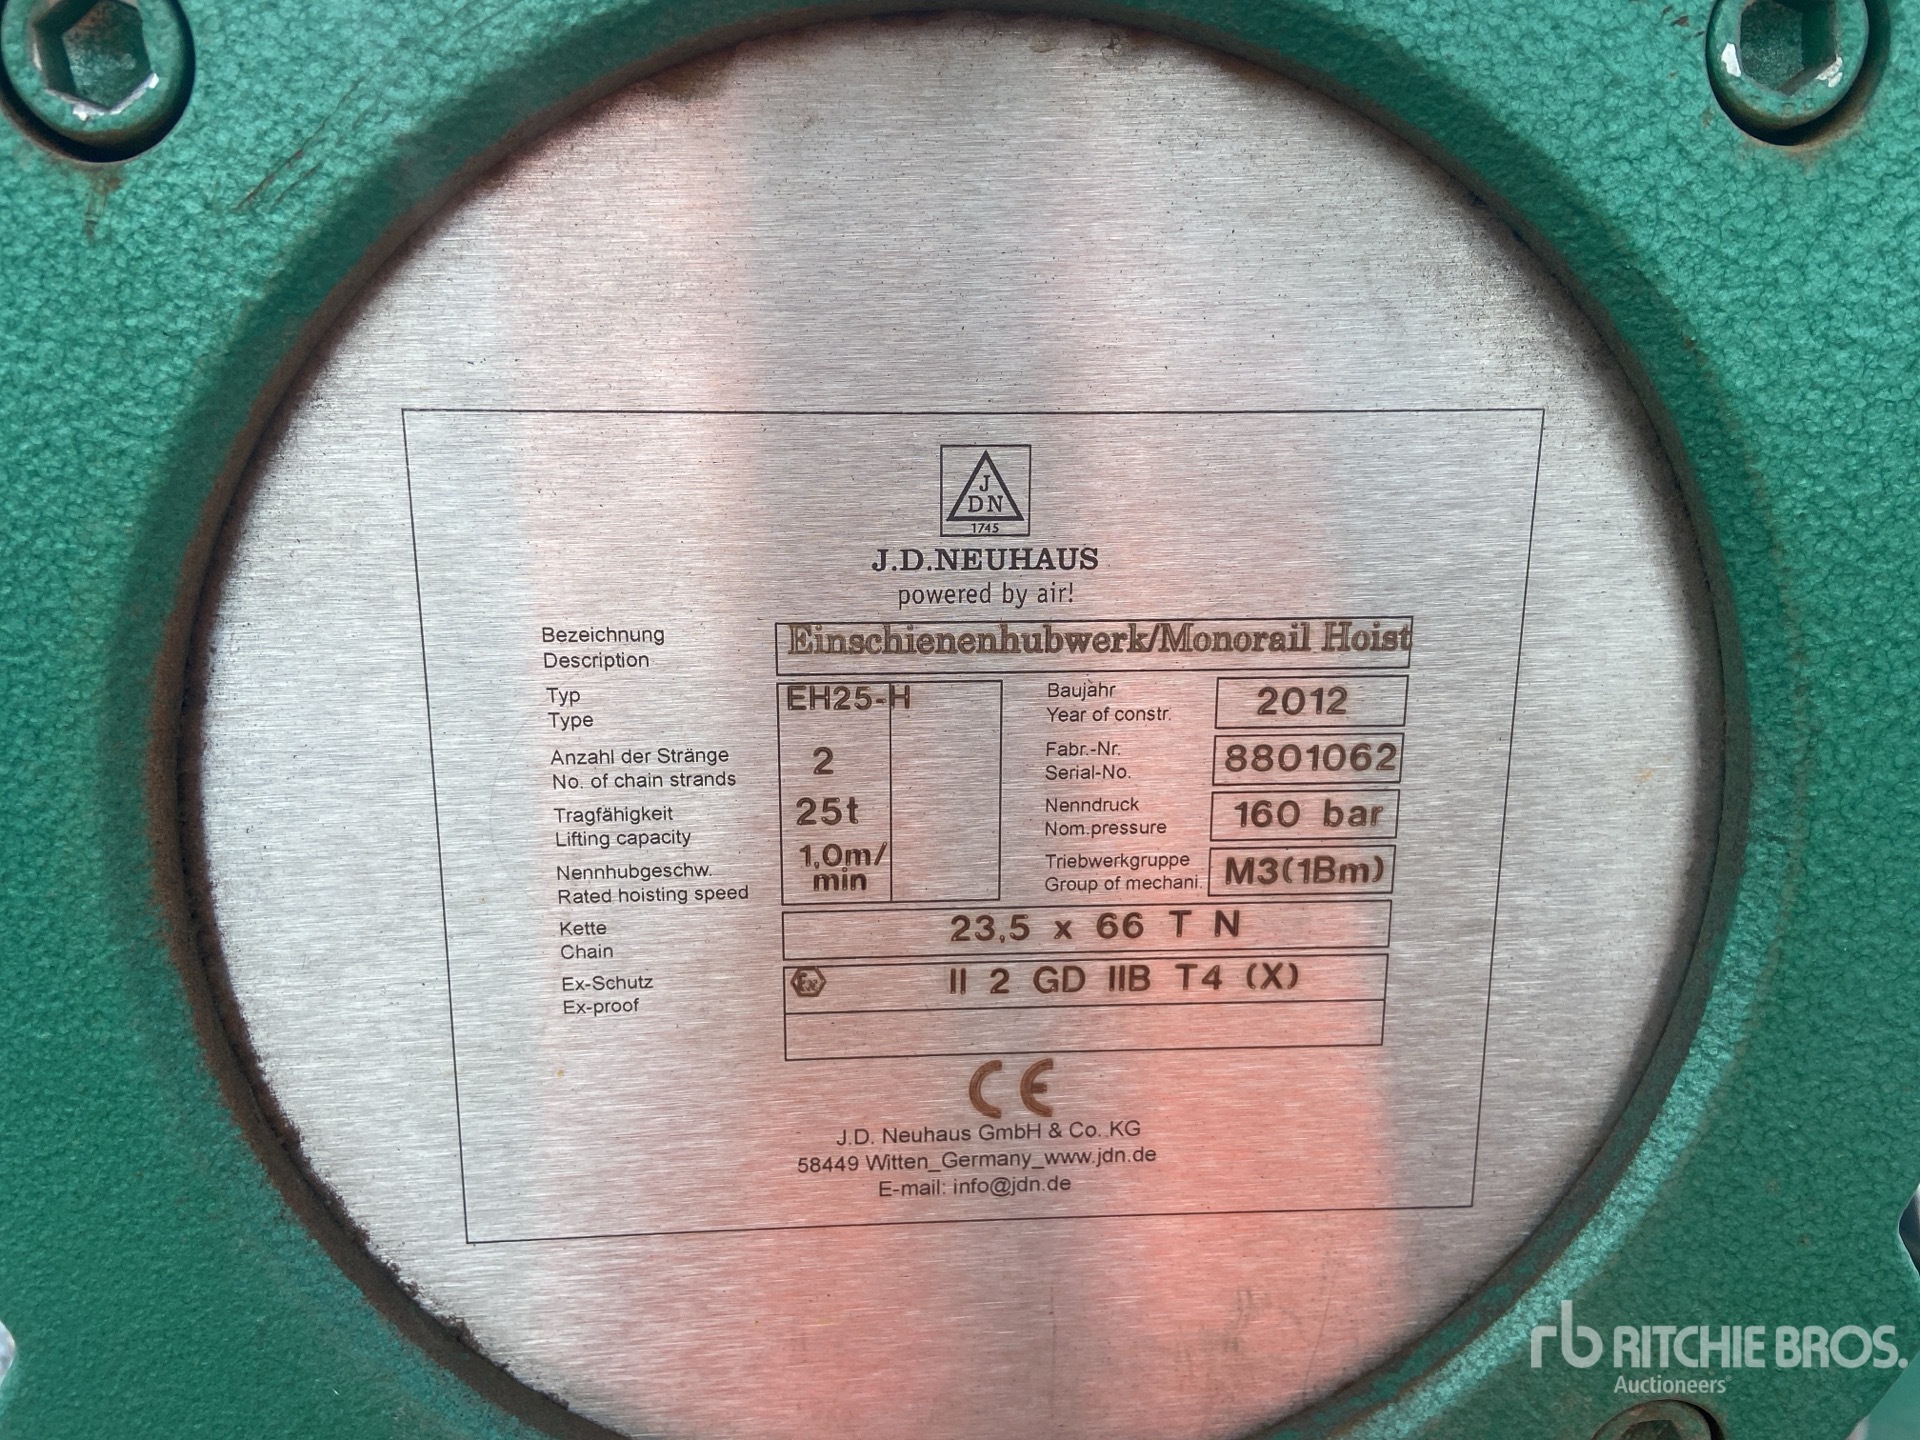 J
DN
1745
J.D.NEUHAUS
powered by air!
Bezeichnung
Description
Einschienenhubwerk/Monorail Hoist
Typ
Type
EH25-H
Baujahr
Year of constr.
2012
Anzahl der Stränge
No. of chain strands
2
Fabr.-Nr.
Serial-No.
8801062
Tragfähigkeit
Lifting capacity
25t
Nenndruck
Nom.pressure
160 bar
Nennhubgeschw.
Rated hoisting speed
1,0m/
min
Triebwerkgruppe
Group of mechani.
M3(1Bm)
Kette
Chain
23,5 x 66 T N
Ex-Schutz
Ex-proof
Ex II 2 GD IIB T4 (X)
CE
J.D. Neuhaus GmbH & Co. KG
58449 Witten_Germany_www.jdn.de
E-mail: info@jdn.de
rb RITCHIE BROS.
Auctioneers